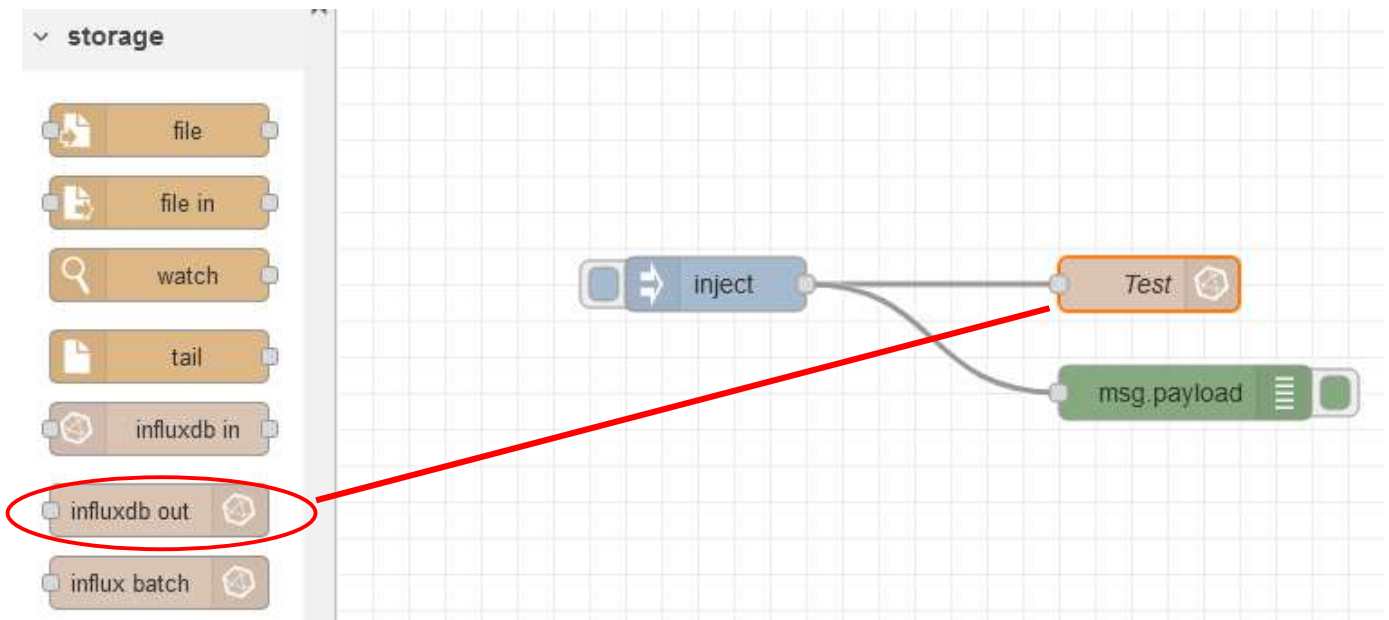 storage
file
file in
watch
tail
influxdb in
influxdb out
influx batch
inject
Test
msg.payload